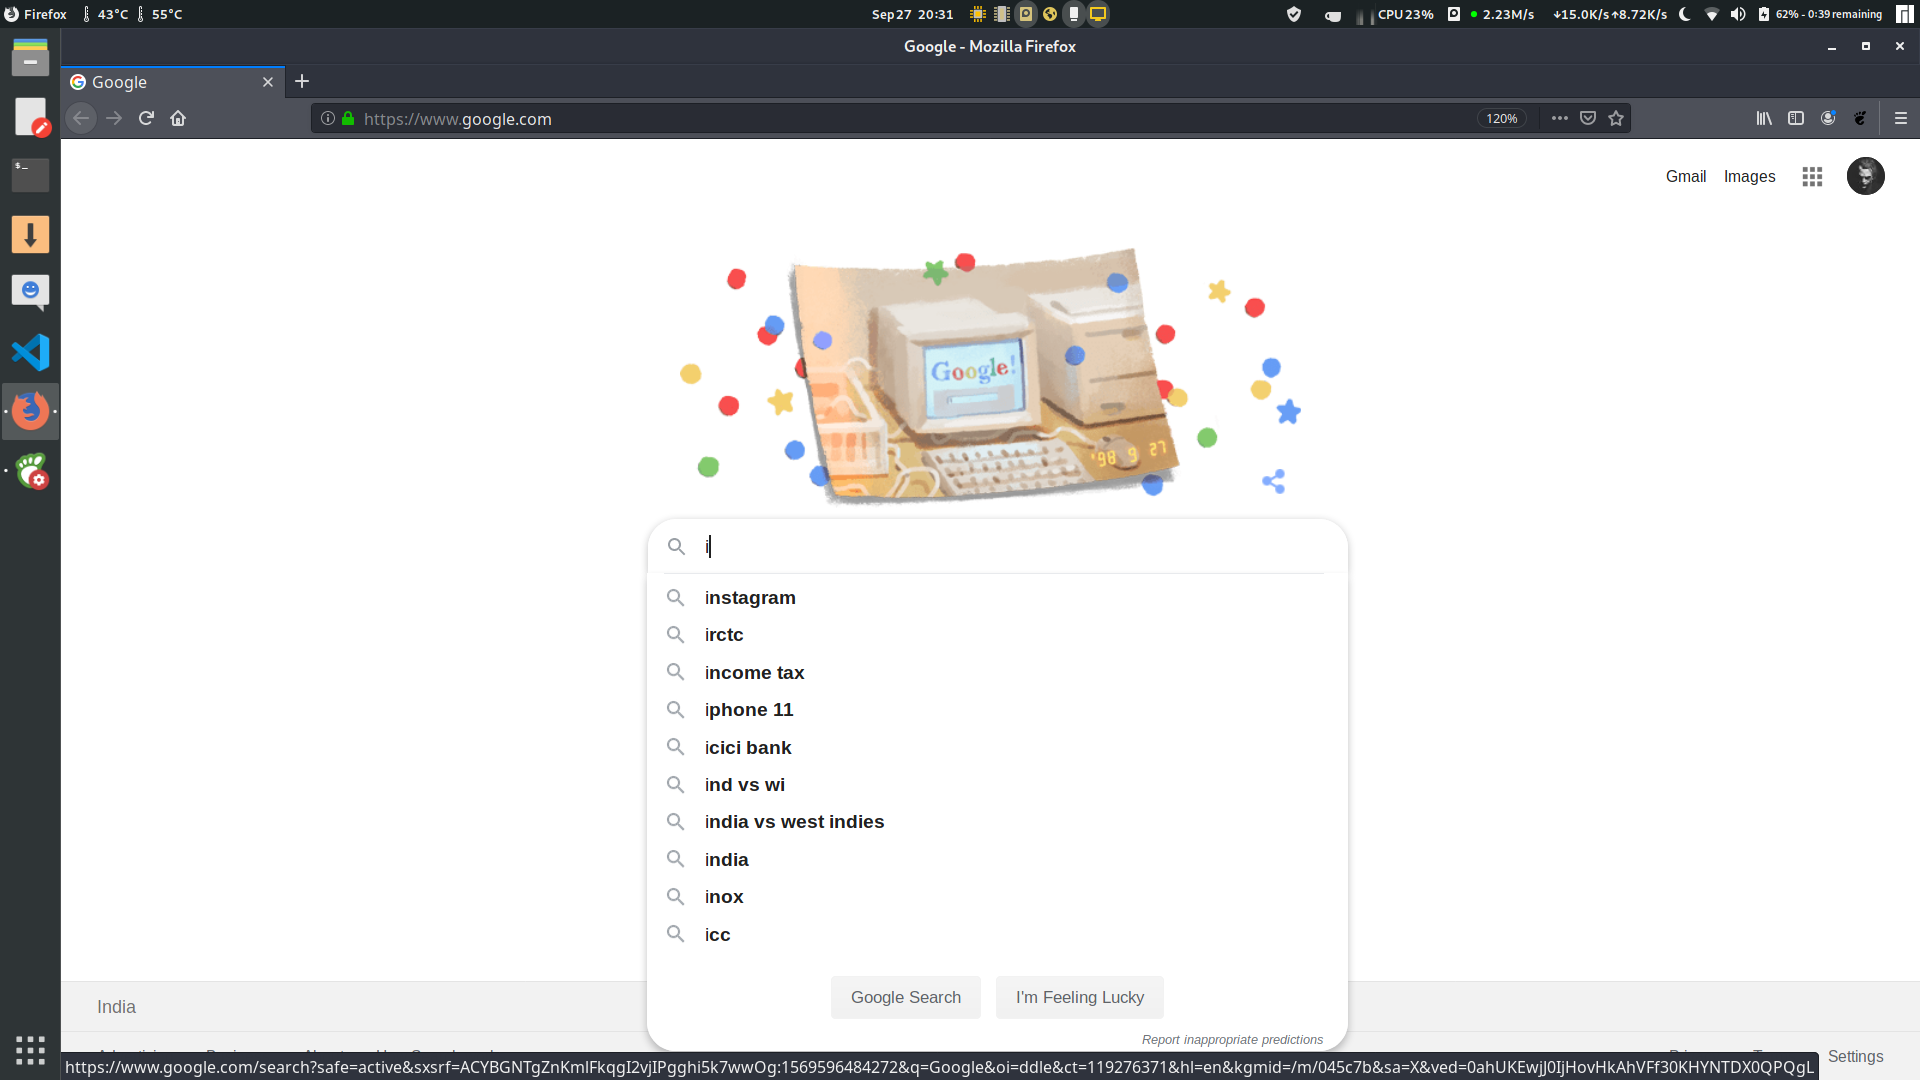 Firefox 43°C 55°C Sep27 20:31 CPU23% 2.23M/s ↓15.0K/s↑8.72K/s 62% - 0:39 remaining
Google - Mozilla Firefox
Google
https://www.google.com 120%
Gmail Images
Google!
'98 9 27
i
instagram
irctc
income tax
iphone 11
icici bank
ind vs wi
india vs west indies
india
inox
icc
Google Search I'm Feeling Lucky
India
Report inappropriate predictions
Settings
https://www.google.com/search?safe=active&sxsrf=ACYBGNTgZnKmlFkqgI2vjIPgghi5k7wwOg:1569596484272&q=Google&oi=ddle&ct=119276371&hl=en&kgmid=/m/045c7b&sa=X&ved=0ahUKEwjJ0IjHovHkAhVFf30KHYNTDX0QPQgL